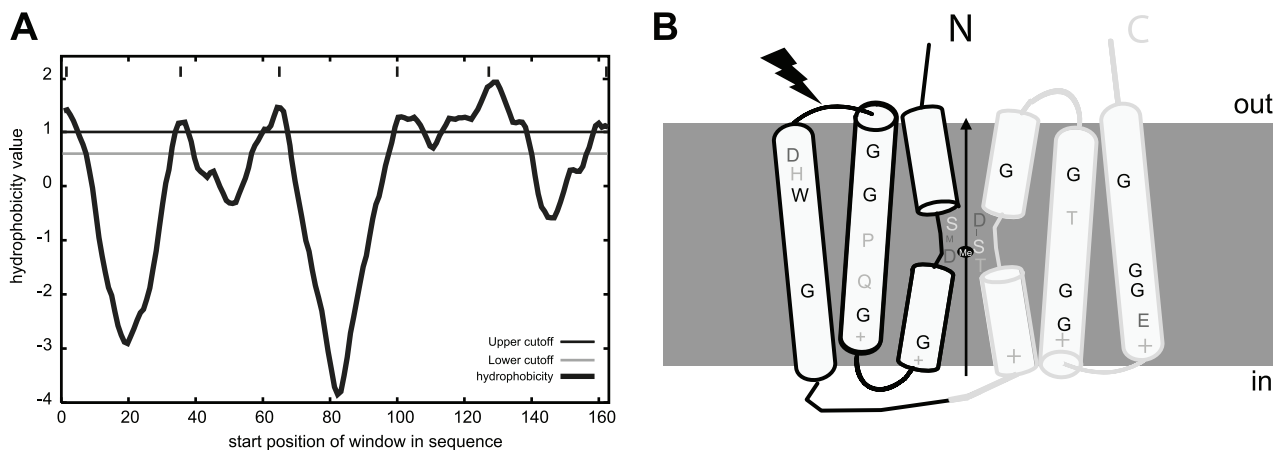 A
hydrophobicity value
2
1
0
-1
-2
-3
-4
Upper cutoff
Lower cutoff
hydrophobicity
0 20 40 60 80 100 120 140 160
start position of window in sequence
B
N
C
out
in
D
H
W
G
G
G
P
Q
G
+
G
+
S
M
D
Me
D
I
S
T
G
+
G
T
G
G
+
G
G
G
E
+